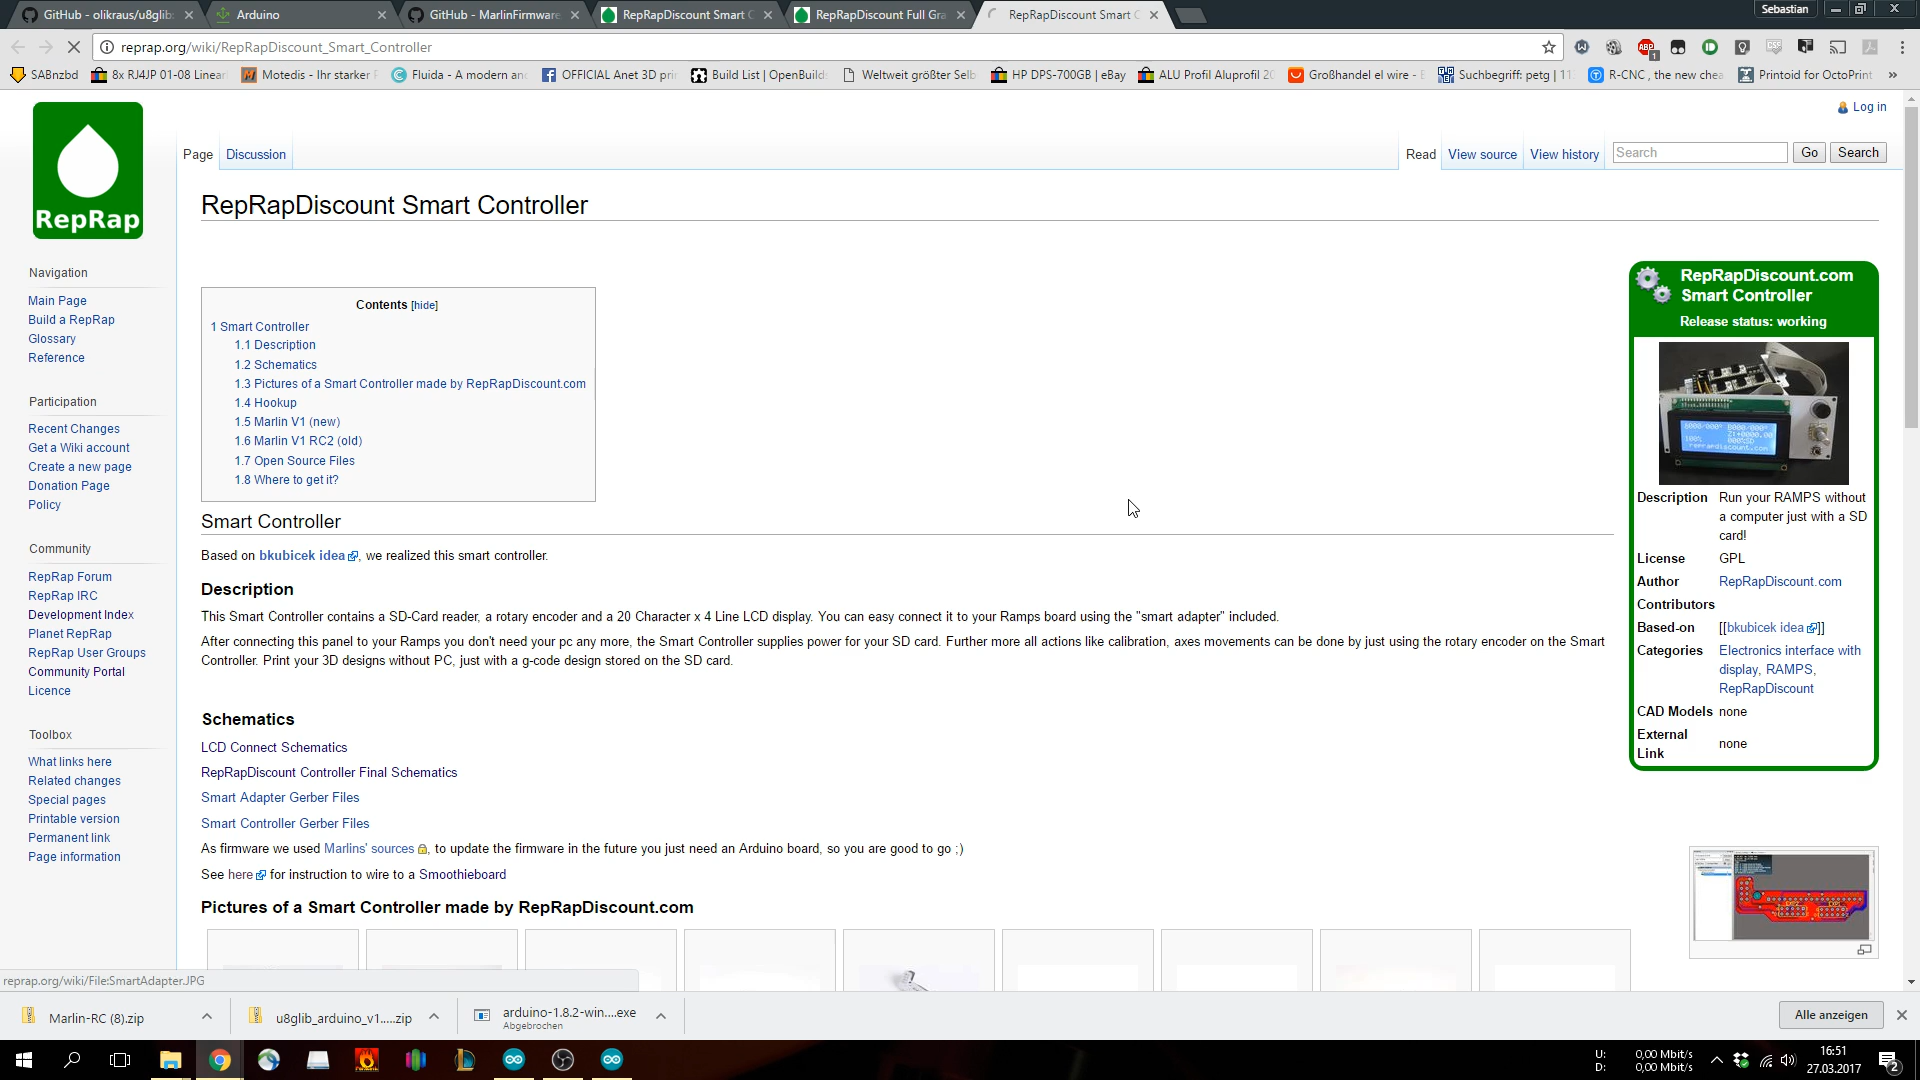 GitHub - olikraus/u8glib:
Arduino
GitHub - MarlinFirmware
RepRapDiscount Smart C
RepRapDiscount Full Gra
RepRapDiscount Smart C
Sebastian
reprap.org/wiki/RepRapDiscount_Smart_Controller
SABnzbd
8x RJ4JP 01-08 Linear
Motedis - Ihr starker P
Fluida - A modern and
OFFICIAL Anet 3D prin
Build List | OpenBuilds
Weltweit größter Selb
HP DPS-700GB | eBay
ALU Profil Aluprofil 20
Großhandel el wire - E
Suchbegriff: petg | 11
R-CNC , the new chea
Printoid for OctoPrint
Log in
Page
Discussion
Read
View source
View history
Search
Go
Search
RepRap
RepRapDiscount Smart Controller
Navigation
Main Page
Build a RepRap
Glossary
Reference
Participation
Recent Changes
Get a Wiki account
Create a new page
Donation Page
Policy
Community
RepRap Forum
RepRap IRC
Development Index
Planet RepRap
RepRap User Groups
Community Portal
Licence
Toolbox
What links here
Related changes
Special pages
Printable version
Permanent link
Page information
Contents [hide]
1 Smart Controller
1.1 Description
1.2 Schematics
1.3 Pictures of a Smart Controller made by RepRapDiscount.com
1.4 Hookup
1.5 Marlin V1 (new)
1.6 Marlin V1 RC2 (old)
1.7 Open Source Files
1.8 Where to get it?
Smart Controller
Based on bkubicek idea, we realized this smart controller.
Description
This Smart Controller contains a SD-Card reader, a rotary encoder and a 20 Character x 4 Line LCD display. You can easy connect it to your Ramps board using the "smart adapter" included.
After connecting this panel to your Ramps you don't need your pc any more, the Smart Controller supplies power for your SD card. Further more all actions like calibration, axes movements can be done by just using the rotary encoder on the Smart
Controller. Print your 3D designs without PC, just with a g-code design stored on the SD card.
Schematics
LCD Connect Schematics
RepRapDiscount Controller Final Schematics
Smart Adapter Gerber Files
Smart Controller Gerber Files
As firmware we used Marlins' sources, to update the firmware in the future you just need an Arduino board, so you are good to go ;)
See here for instruction to wire to a Smoothieboard
Pictures of a Smart Controller made by RepRapDiscount.com
RepRapDiscount.com
Smart Controller
Release status: working
Description
Run your RAMPS without
a computer just with a SD
card!
License
GPL
Author
RepRapDiscount.com
Contributors
Based-on
[[bkubicek idea]]
Categories
Electronics interface with
display, RAMPS,
RepRapDiscount
CAD Models
none
External
Link
none
reprap.org/wiki/File:SmartAdapter.JPG
Marlin-RC (8).zip
u8glib_arduino_v1.....zip
arduino-1.8.2-win....exe
Abgebrochen
Alle anzeigen
U: 0,00 Mbit/s
D: 0,00 Mbit/s
16:51
27.03.2017
2